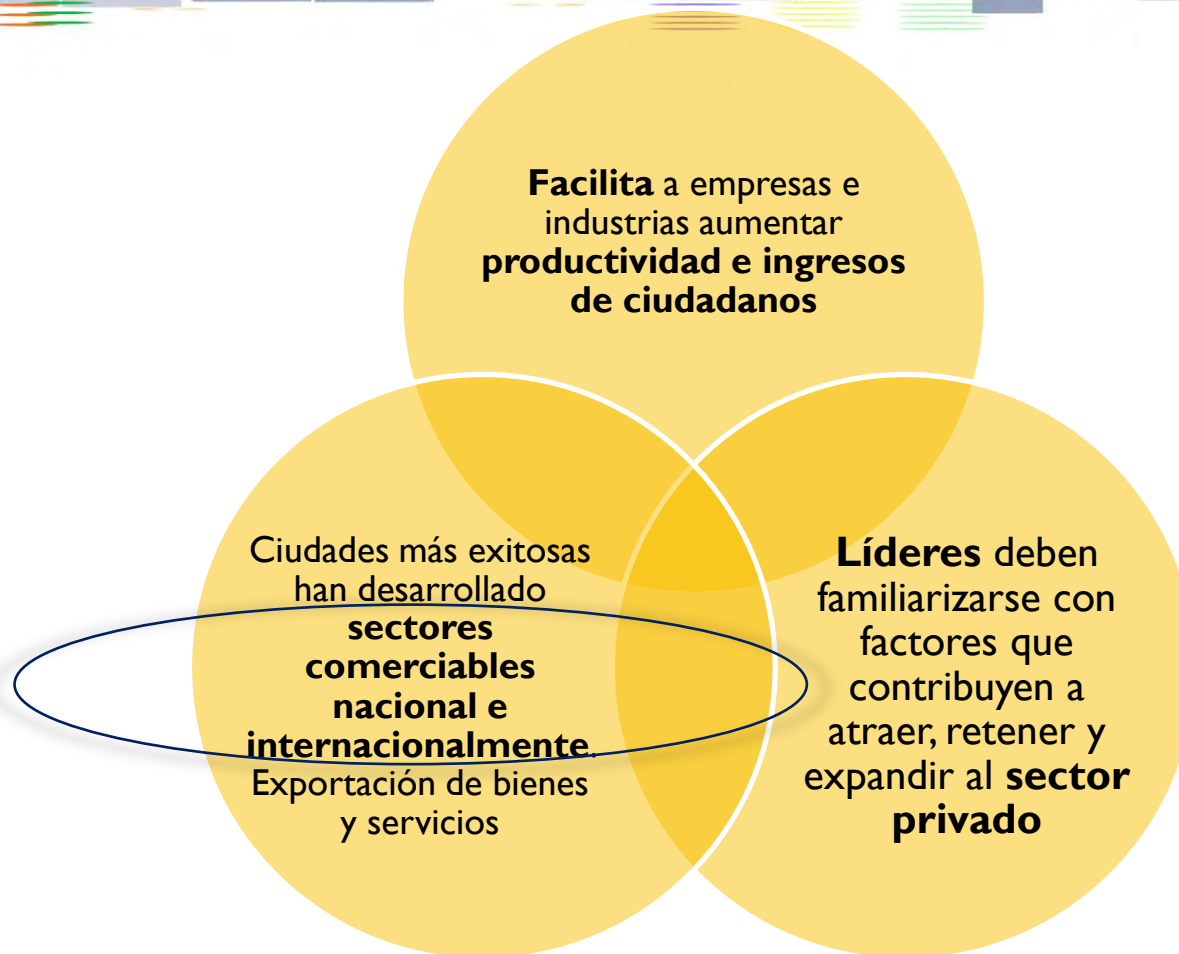 Facilita a empresas e
industrias aumentar
productividad e ingresos
de ciudadanos
Ciudades más exitosas
han desarrollado
sectores
comerciables
nacional e
internacionalmente.
Exportación de bienes
y servicios
Líderes deben
familiarizarse con
factores que
contribuyen a
atraer, retener y
expandir al sector
privado